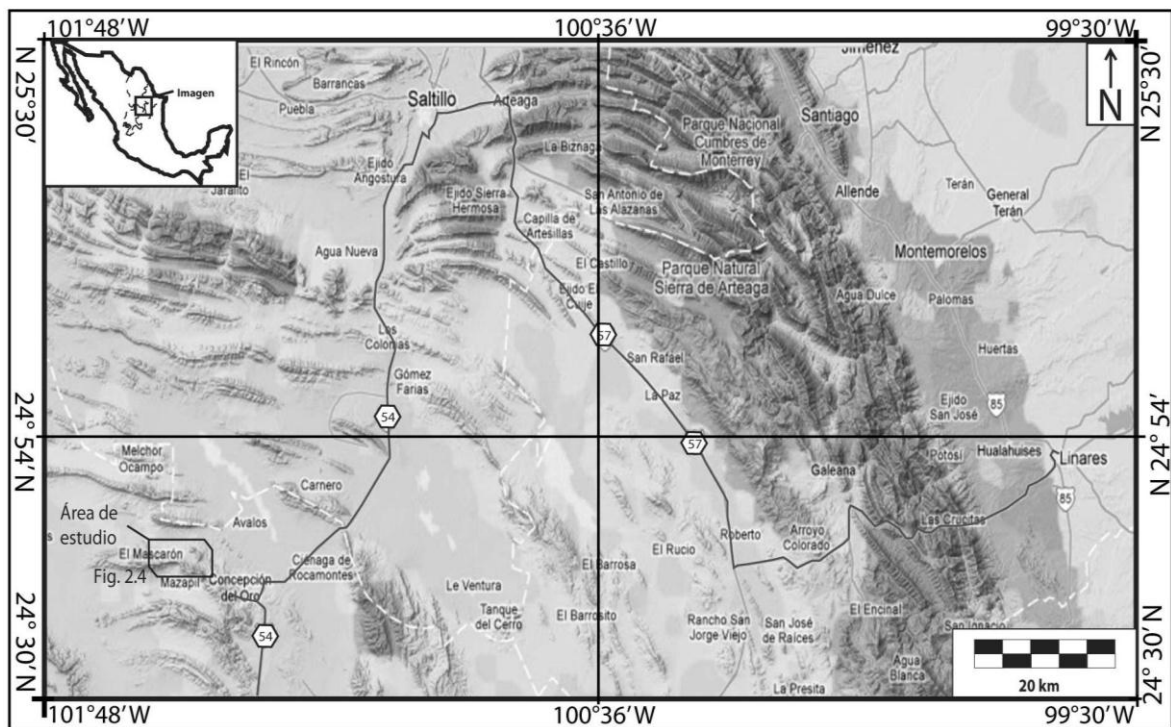 101°48’W
100°36’W
99°30’W
N 25°30’
25°30’N
Imagen
El Rincón
Barrancas
Puebla
Saltillo
Arteaga
Jiménez
N
Santiago
Parque Nacional
Cumbres de
Monterrey
La Biznaga
El
Jaralito
Ejido
Angostura
Ejido Sierra
Hermosa
San Antonio de
Las Alazanas
Allende
Terán
General
Terán
Capilla de
Artesillas
Agua Nueva
Montemorelos
El Castillo
Parque Natural
Sierra de Arteaga
Ejido El
Cuije
Agua Dulce
Palomas
Los
Colonias
57
San Rafael
Huertas
Gómez
Farias
La Paz
85
Ejido
San José
54
24°54’N
N 24°54’
57
Melchor
Ocampo
Galeana
Potosí
Hualahuises
Linares
Carnero
85
Área de
estudio
Avalos
Las Crucitas
El Mascarón
Fig. 2.4
Mazapil
Concepción
del Oro
Ciénaga de
Rocamontes
Roberto
Arroyo
Colorado
El Rucio
El Barrosa
Le Ventura
Tanque
del Cerro
El Barrosito
Rancho San
Jorge Viejo
San José
de Raíces
El Encinal
San Ignacio
54
Agua
Blanca
La Presita
20 km
24°30’N
24°30’N
101°48’W
100°36’W
99°30’W